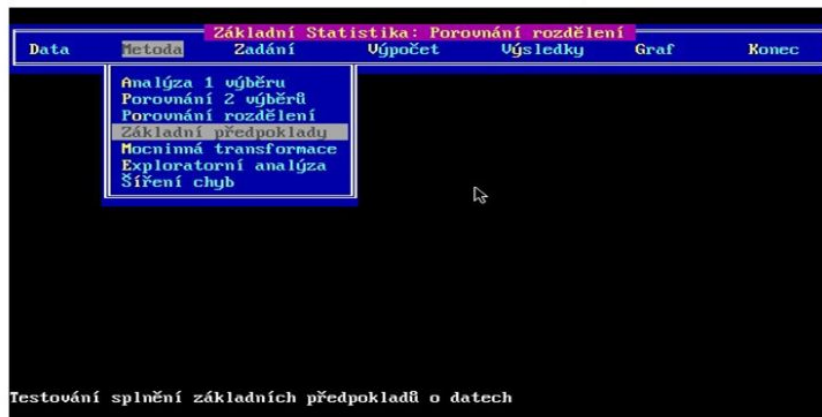 Základní Statistika: Porovnání rozdělení
Data Metoda Zadání Výpočet Výsledky Graf Konec
Analýza 1 výběru
Porovnání 2 výběrů
Porovnání rozdělení
Základní předpoklady
Mocninná transformace
Exploratorní analýza
Šíření chyb
Testování splnění základních předpokladů o datech